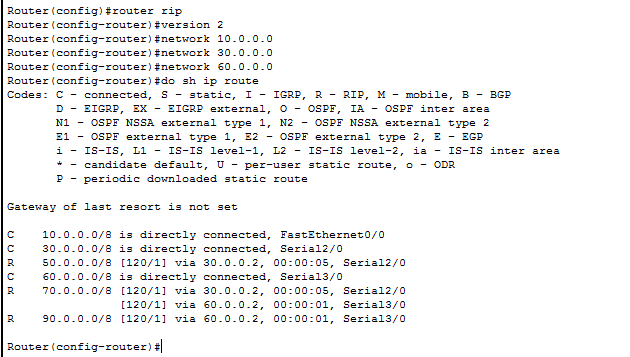 Router(config)#router rip
Router(config-router)#version 2
Router(config-router)#network 10.0.0.0
Router(config-router)#network 30.0.0.0
Router(config-router)#network 60.0.0.0
Router(config-router)#do sh ip route
Codes: C - connected, S - static, I - IGRP, R - RIP, M - mobile, B - BGP
       D - EIGRP, EX - EIGRP external, O - OSPF, IA - OSPF inter area
       N1 - OSPF NSSA external type 1, N2 - OSPF NSSA external type 2
       E1 - OSPF external type 1, E2 - OSPF external type 2, E - EGP
       i - IS-IS, L1 - IS-IS level-1, L2 - IS-IS level-2, ia - IS-IS inter area
       * - candidate default, U - per-user static route, o - ODR
       P - periodic downloaded static route

Gateway of last resort is not set

C    10.0.0.0/8 is directly connected, FastEthernet0/0
C    30.0.0.0/8 is directly connected, Serial2/0
R    50.0.0.0/8 [120/1] via 30.0.0.2, 00:00:05, Serial2/0
C    60.0.0.0/8 is directly connected, Serial3/0
R    70.0.0.0/8 [120/1] via 30.0.0.2, 00:00:05, Serial2/0
                [120/1] via 60.0.0.2, 00:00:01, Serial3/0
R    90.0.0.0/8 [120/1] via 60.0.0.2, 00:00:01, Serial3/0

Router(config-router)#